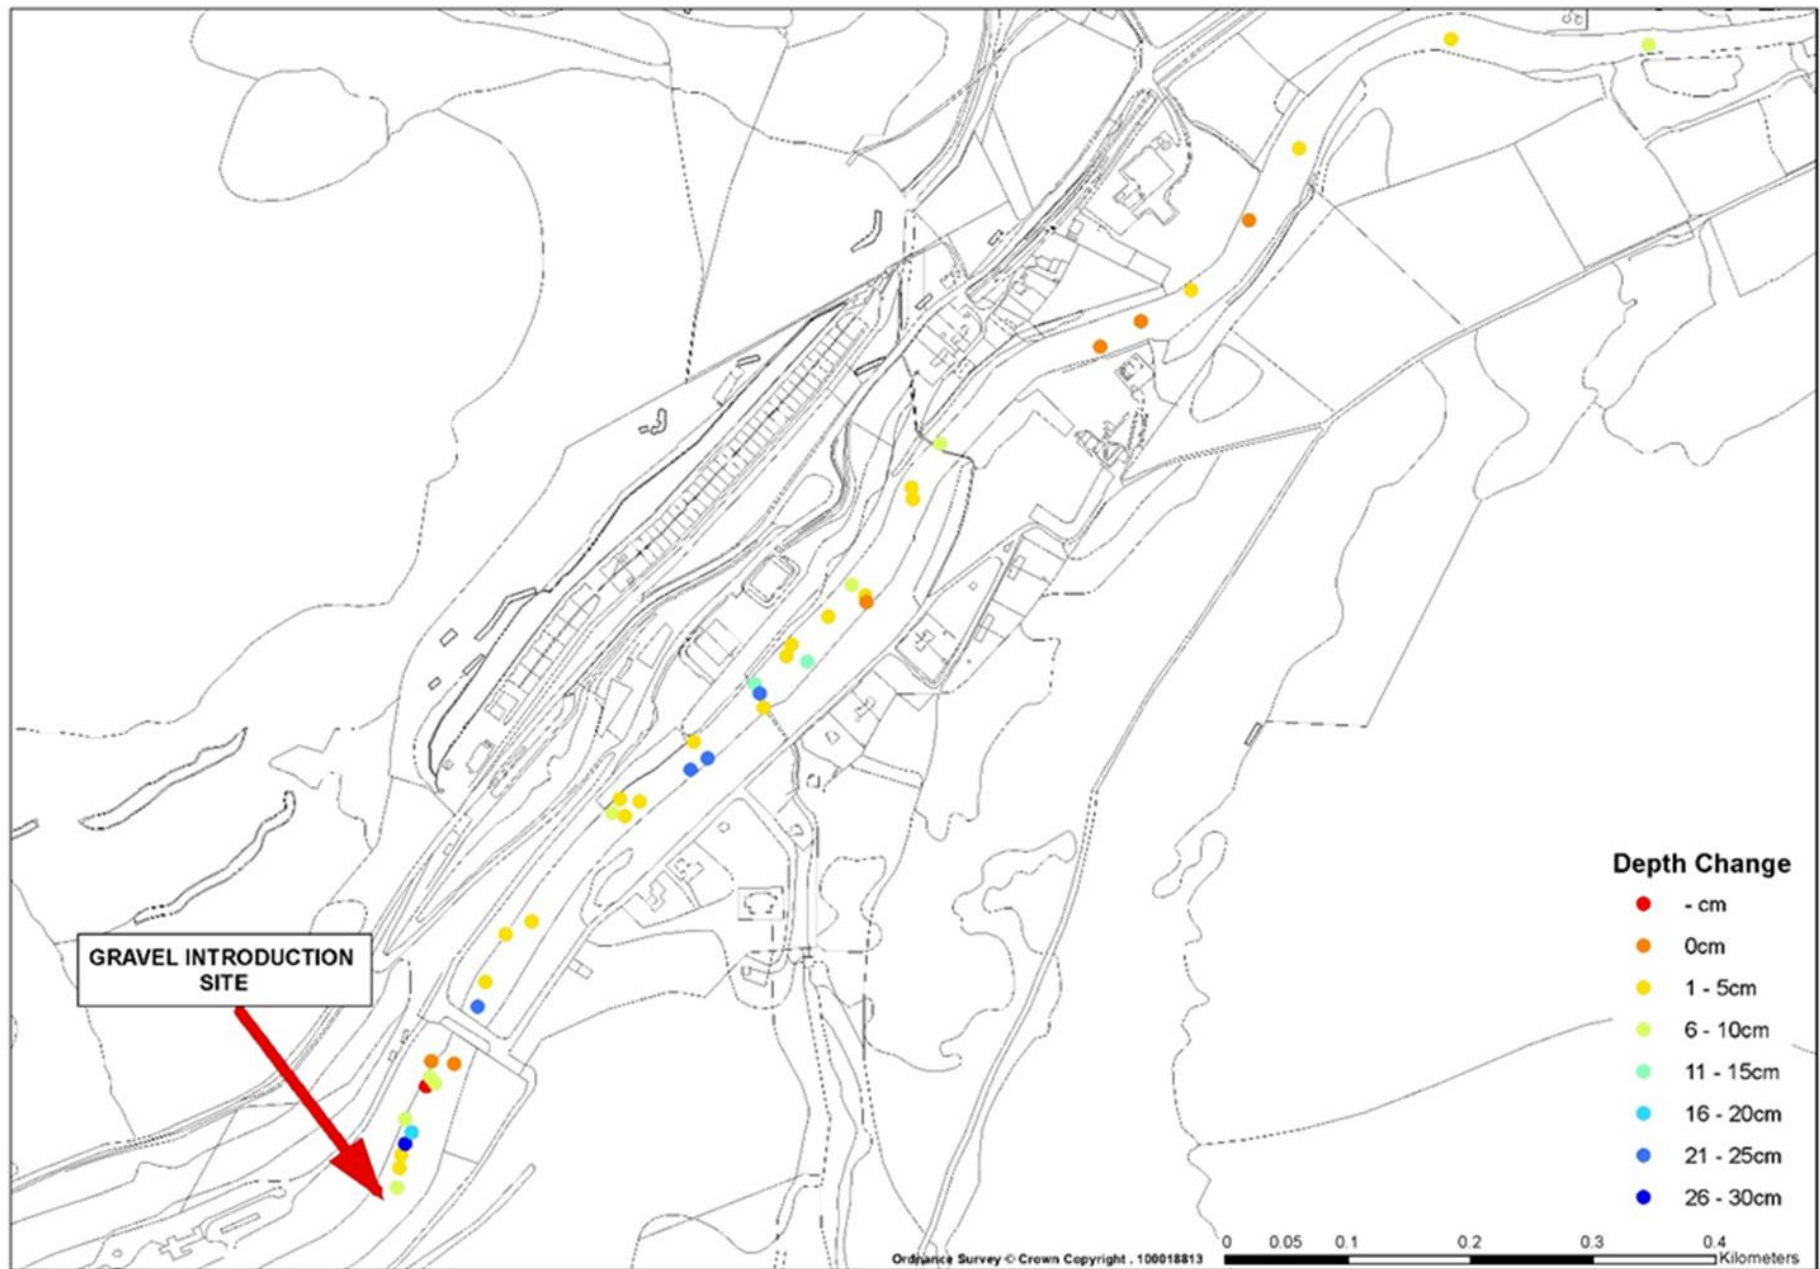 GRAVEL INTRODUCTION
SITE
Depth Change
- cm
0cm
1 - 5cm
6 - 10cm
11 - 15cm
16 - 20cm
21 - 25cm
26 - 30cm
0 0.05 0.1 0.2 0.3 0.4
Kilometers
Ordnance Survey © Crown Copyright . 100018813